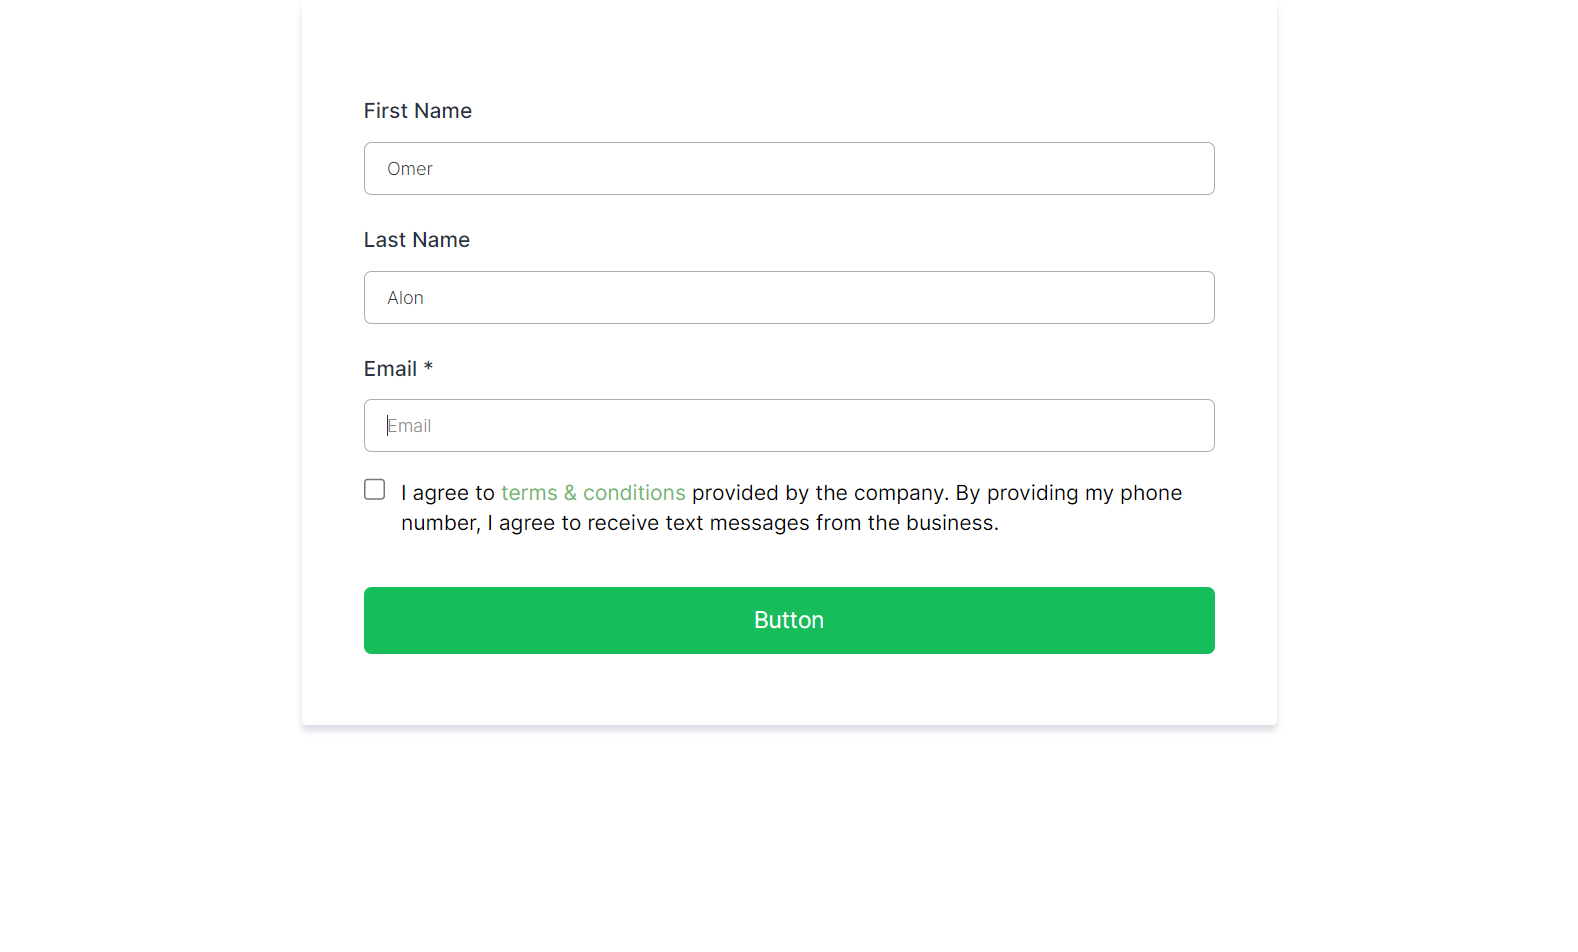 First Name
Omer
Last Name
Alon
Email *
Email
I agree to terms & conditions provided by the company. By providing my phone
number, I agree to receive text messages from the business.
Button